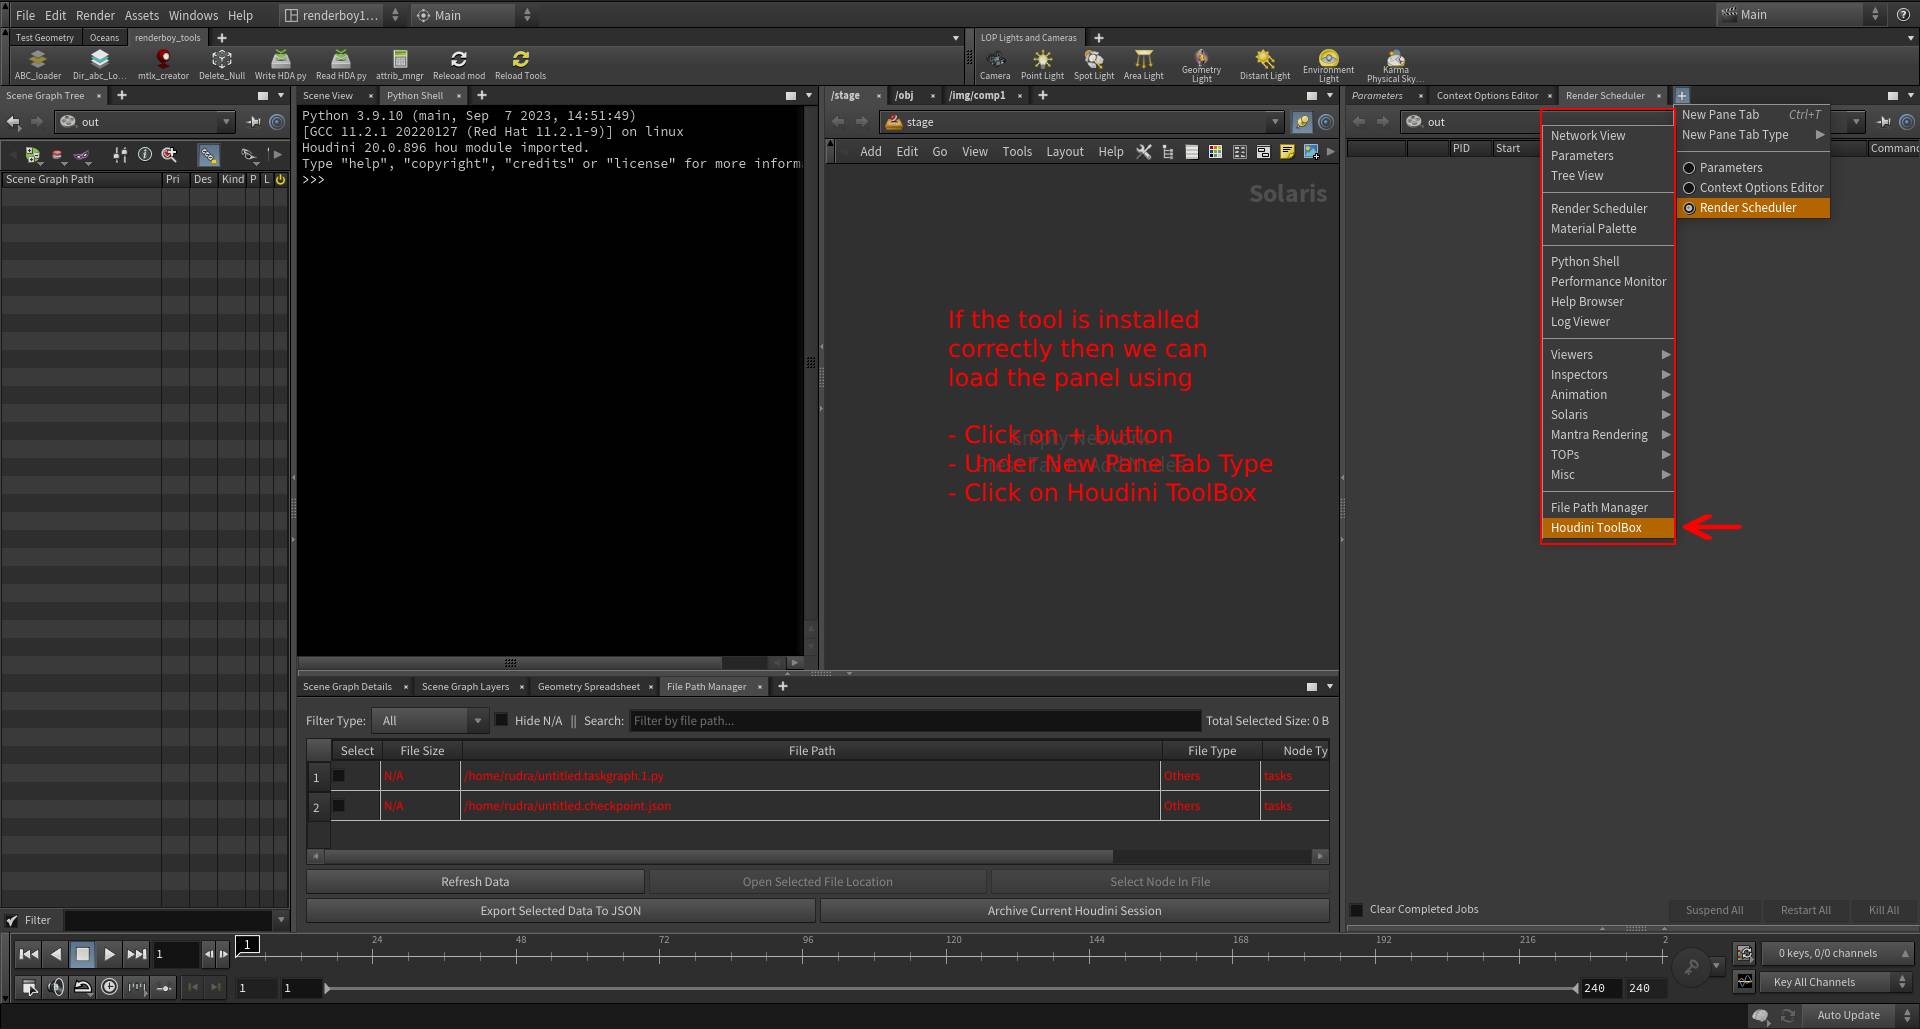 File Edit Render Assets Windows Help renderboy1... Main Main
Test Geometry Oceans renderboy_tools
LOP Lights and Cameras
ABC_loader Dir_abc_Lo... mtlx_creator Delete_Null Write HDA py Read HDA py attrib_mngr Releoad mod Reload Tools
Camera Point Light Spot Light Area Light Geometry Light Distant Light Environment Light Karma Physical Sky...
Scene Graph Tree
out
Scene Graph Path Pri Des Kind P L
Filter
Scene View Python Shell
Python 3.9.10 (main, Sep  7 2023, 14:51:49)
[GCC 11.2.1 20220127 (Red Hat 11.2.1-9)] on linux
Houdini 20.0.896 hou module imported.
Type "help", "copyright", "credits" or "license" for more inform
>>>
/stage /obj /img/comp1
stage
Add Edit Go View Tools Layout Help
Solaris
If the tool is installed
correctly then we can
load the panel using
- Click on + button
- Under New Pane Tab Type
- Click on Houdini ToolBox
Parameters Context Options Editor Render Scheduler
out
PID Start Command
New Pane Tab Ctrl+T
New Pane Tab Type
Parameters
Context Options Editor
Render Scheduler
Network View
Parameters
Tree View
Render Scheduler
Material Palette
Python Shell
Performance Monitor
Help Browser
Log Viewer
Viewers
Inspectors
Animation
Solaris
Mantra Rendering
TOPs
Misc
File Path Manager
Houdini ToolBox
Clear Completed Jobs Suspend All Restart All Kill All
Scene Graph Details Scene Graph Layers Geometry Spreadsheet File Path Manager
Filter Type: All Hide N/A || Search: Filter by file path... Total Selected Size: 0 B
Select File Size File Path File Type Node Ty
1 N/A /home/rudra/untitled.taskgraph.1.py Others tasks
2 N/A /home/rudra/untitled.checkpoint.json Others tasks
Refresh Data Open Selected File Location Select Node In File
Export Selected Data To JSON Archive Current Houdini Session
1 1 24 48 72 96 120 144 168 192 216 2
0 keys, 0/0 channels
1 1 240 240
Key All Channels
Auto Update